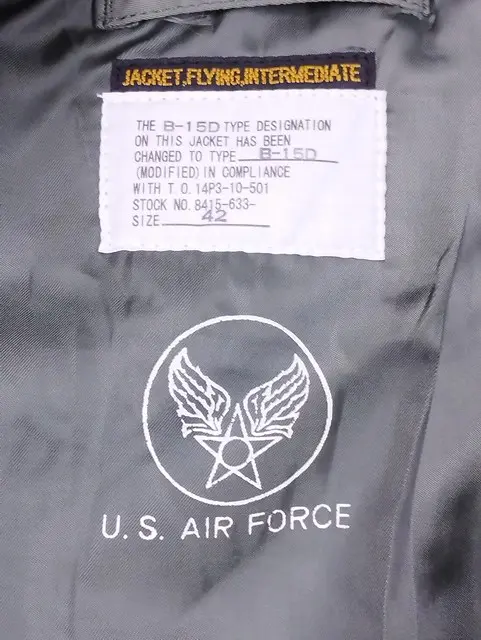 JACKET,FLYING,INTERMEDIATE
THE B-15D TYPE DESIGNATION
ON THIS JACKET HAS BEEN
CHANGED TO TYPE B-15D
(MODIFIED) IN COMPLIANCE
WITH T.O. 14P3-10-501
STOCK NO. 8415-633-
SIZE 42
U.S. AIR FORCE